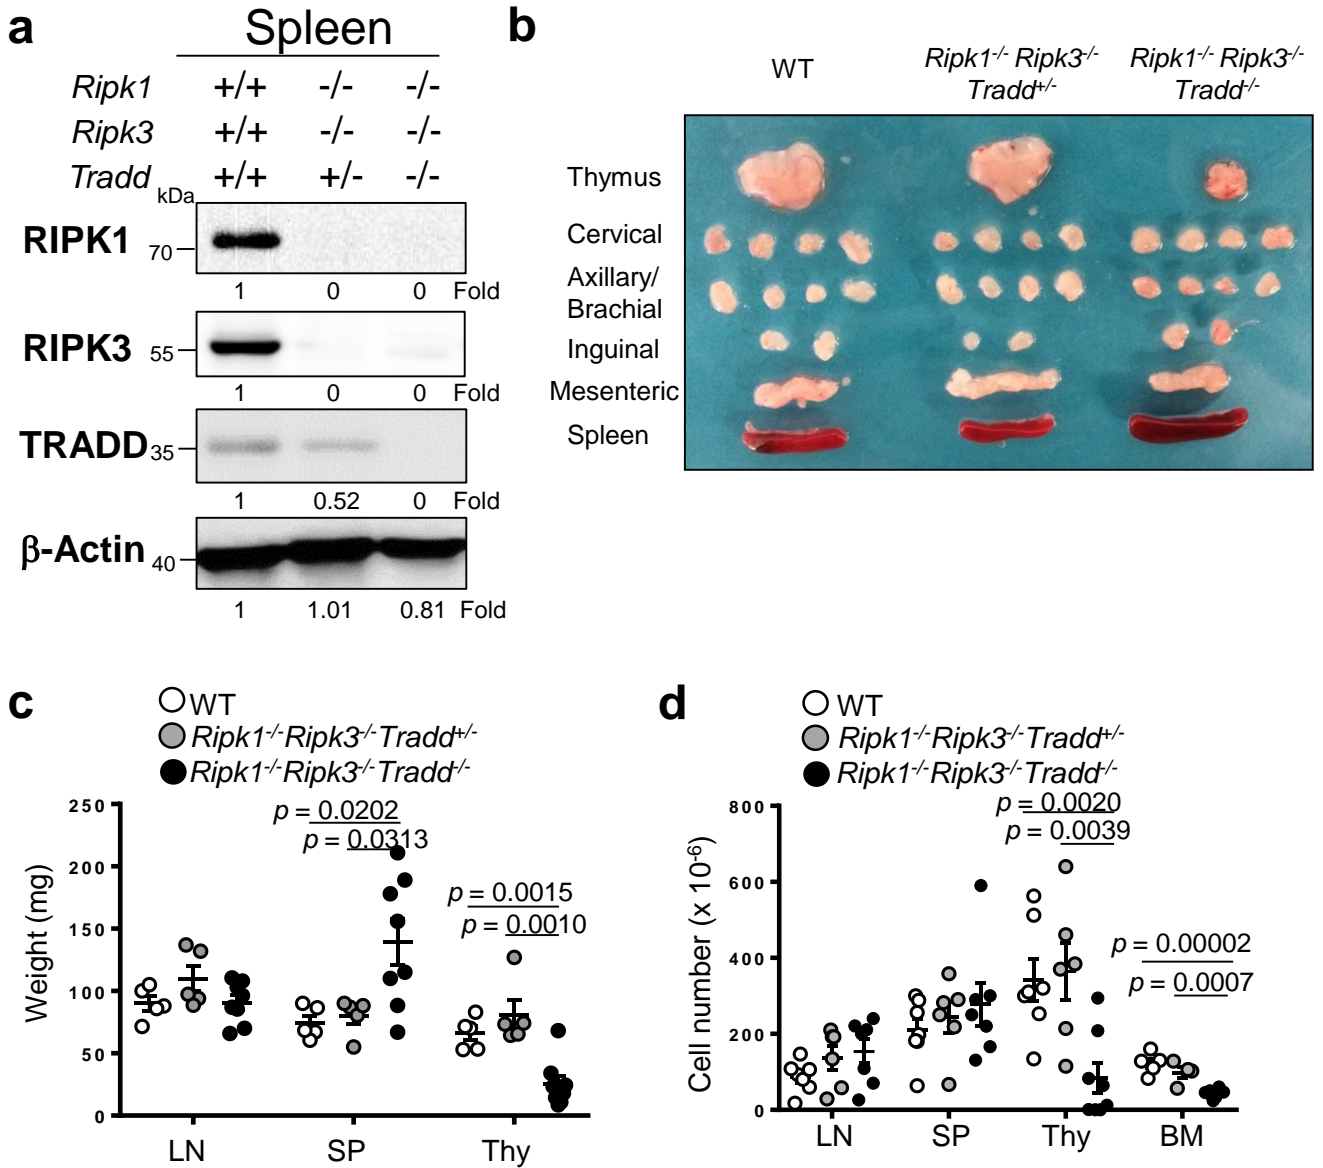 a
Spleen
Ripk1 +/+ -/- -/-
Ripk3 +/+ -/- -/-
Tradd +/+ +/- -/-
kDa
RIPK1 70
1 0 0 Fold
RIPK3 55
1 0 0 Fold
TRADD 35
1 0.52 0 Fold
β-Actin 40
1 1.01 0.81 Fold
b
WT
Ripk1-/- Ripk3-/-
Tradd+/-
Ripk1-/- Ripk3-/-
Tradd-/-
Thymus
Cervical
Axillary/
Brachial
Inguinal
Mesenteric
Spleen
c
WT
Ripk1-/-Ripk3-/-Tradd+/-
Ripk1-/-Ripk3-/-Tradd-/-
Weight (mg)
250
200
150
100
50
0
p = 0.0202
p = 0.0313
p = 0.0015
p = 0.0010
LN SP Thy
d
WT
Ripk1-/-Ripk3-/-Tradd+/-
Ripk1-/-Ripk3-/-Tradd-/-
Cell number (x 10-6)
800
600
400
200
0
p = 0.0020
p = 0.0039
p = 0.00002
p = 0.0007
LN SP Thy BM